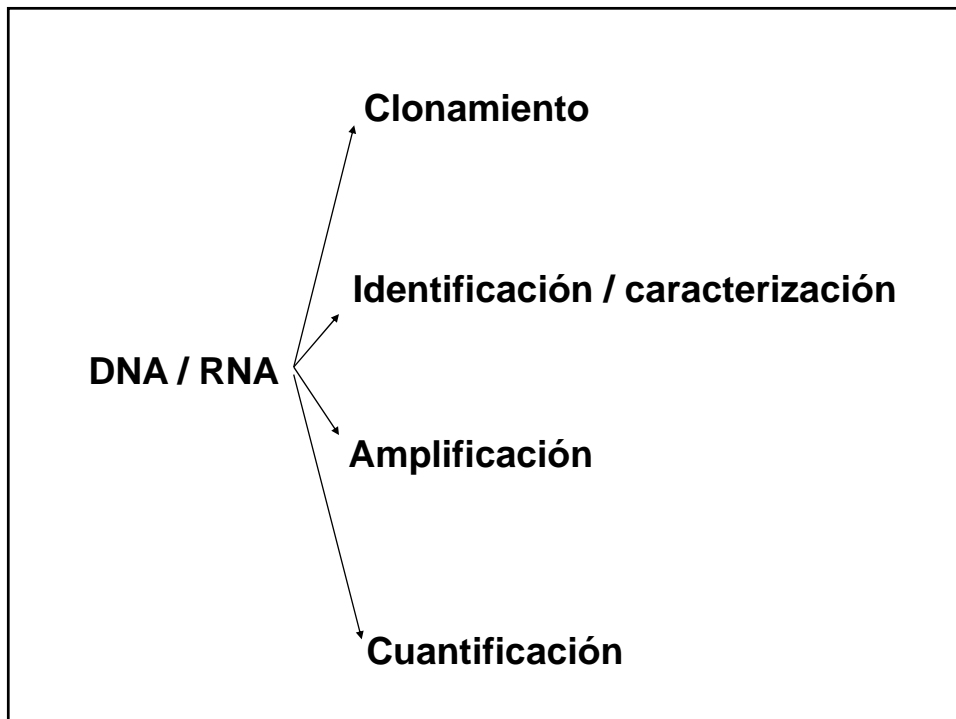 Clonamiento
Identificación / caracterización
DNA / RNA
Amplificación
Cuantificación